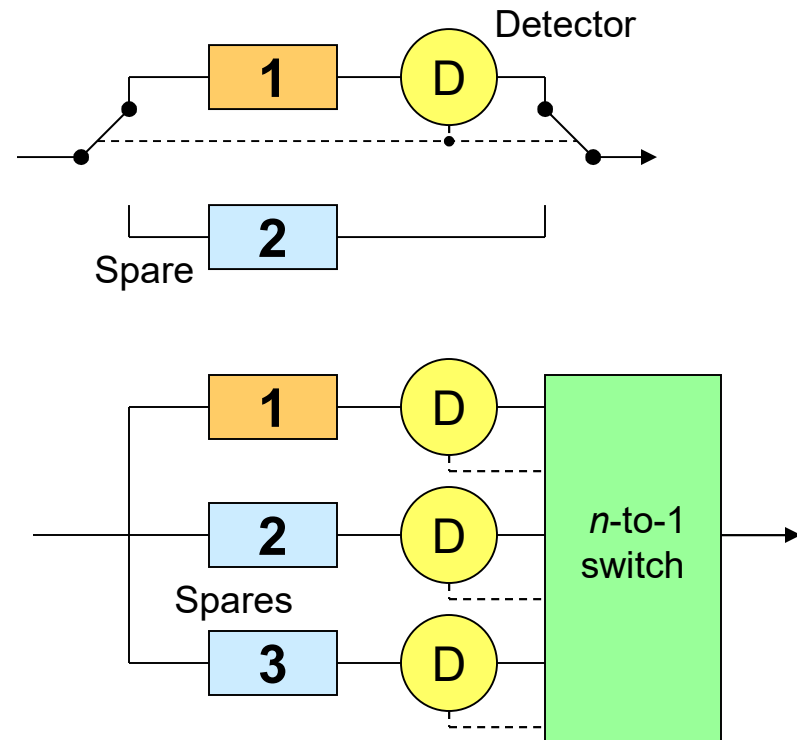 Detector
1
D
2
Spare
1
D
2
D
n-to-1
switch
Spares
3
D